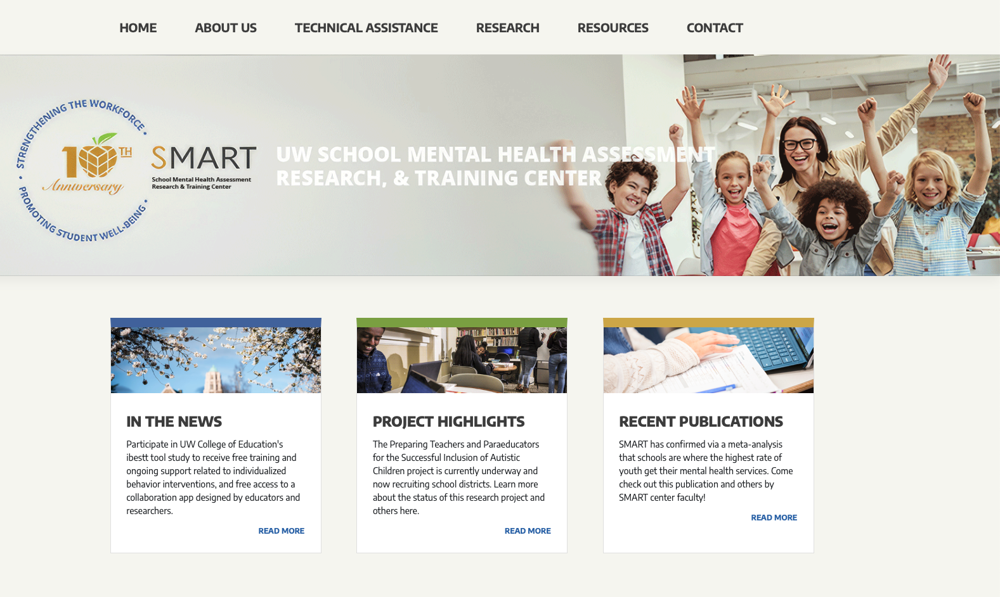 HOME ABOUT US TECHNICAL ASSISTANCE RESEARCH RESOURCES CONTACT
• STRENGTHENING THE WORKFORCE •
PROMOTING STUDENT WELL-BEING •
10TH
Anniversary
SMART
School Mental Health Assessment
Research & Training Center
UW SCHOOL MENTAL HEALTH ASSESSMENT
RESEARCH, & TRAINING CENTER
IN THE NEWS
Participate in UW College of Education's
ibestt tool study to receive free training and
ongoing support related to individualized
behavior interventions, and free access to a
collaboration app designed by educators and
researchers.
READ MORE
PROJECT HIGHLIGHTS
The Preparing Teachers and Paraeducators
for the Successful Inclusion of Autistic
Children project is currently underway and
now recruiting school districts. Learn more
about the status of this research project and
others here.
READ MORE
RECENT PUBLICATIONS
SMART has confirmed via a meta-analysis
that schools are where the highest rate of
youth get their mental health services. Come
check out this publication and others by
SMART center faculty!
READ MORE